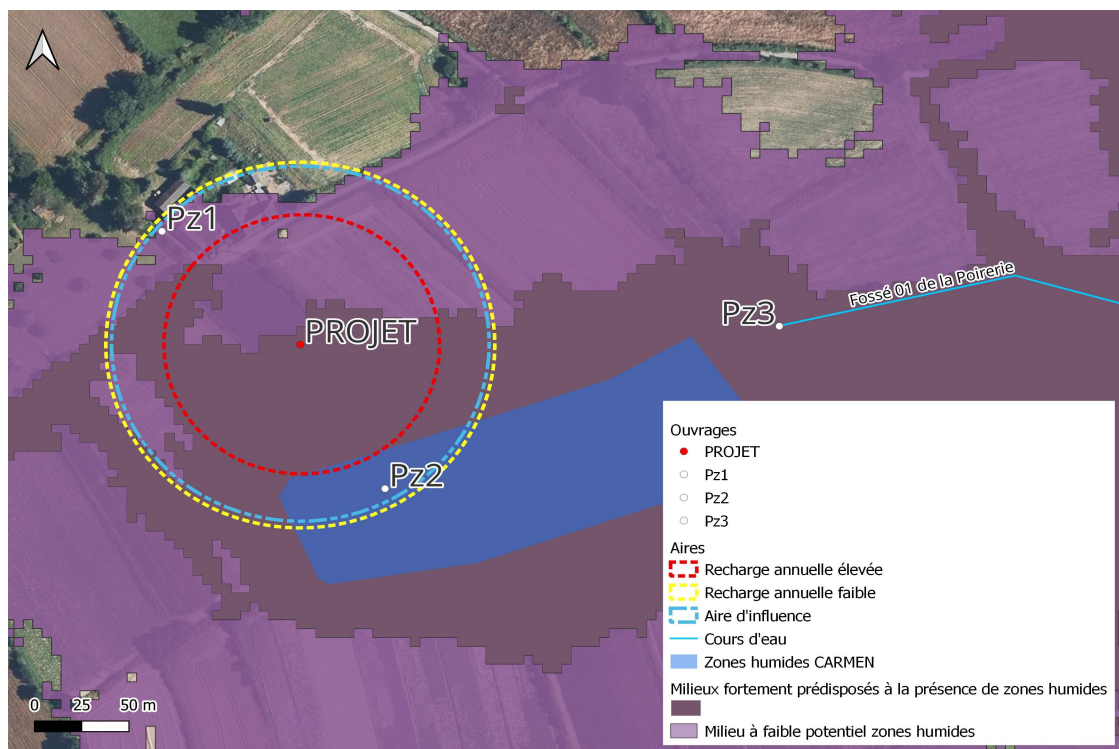 Pz1
PROJET
Pz2
Pz3
Fossé 01 de la Poirerie
Ouvrages
PROJET
Pz1
Pz2
Pz3
Aires
Recharge annuelle élevée
Recharge annuelle faible
Aire d'influence
Cours d'eau
Zones humides CARMEN
Milieux fortement prédisposés à la présence de zones humides
Milieu à faible potentiel zones humides
0 25 50 m